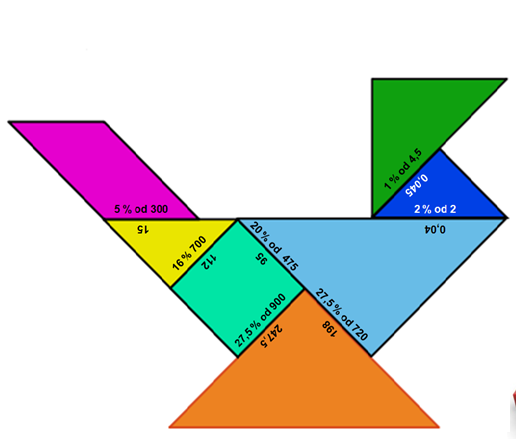 1 % od 4,5
0,045
5 % od 300
2 % od 2
15
16 % 700
112
20 % od 475
95
0,04
27,5 % od 900
247,5
27,5 % od 720
198